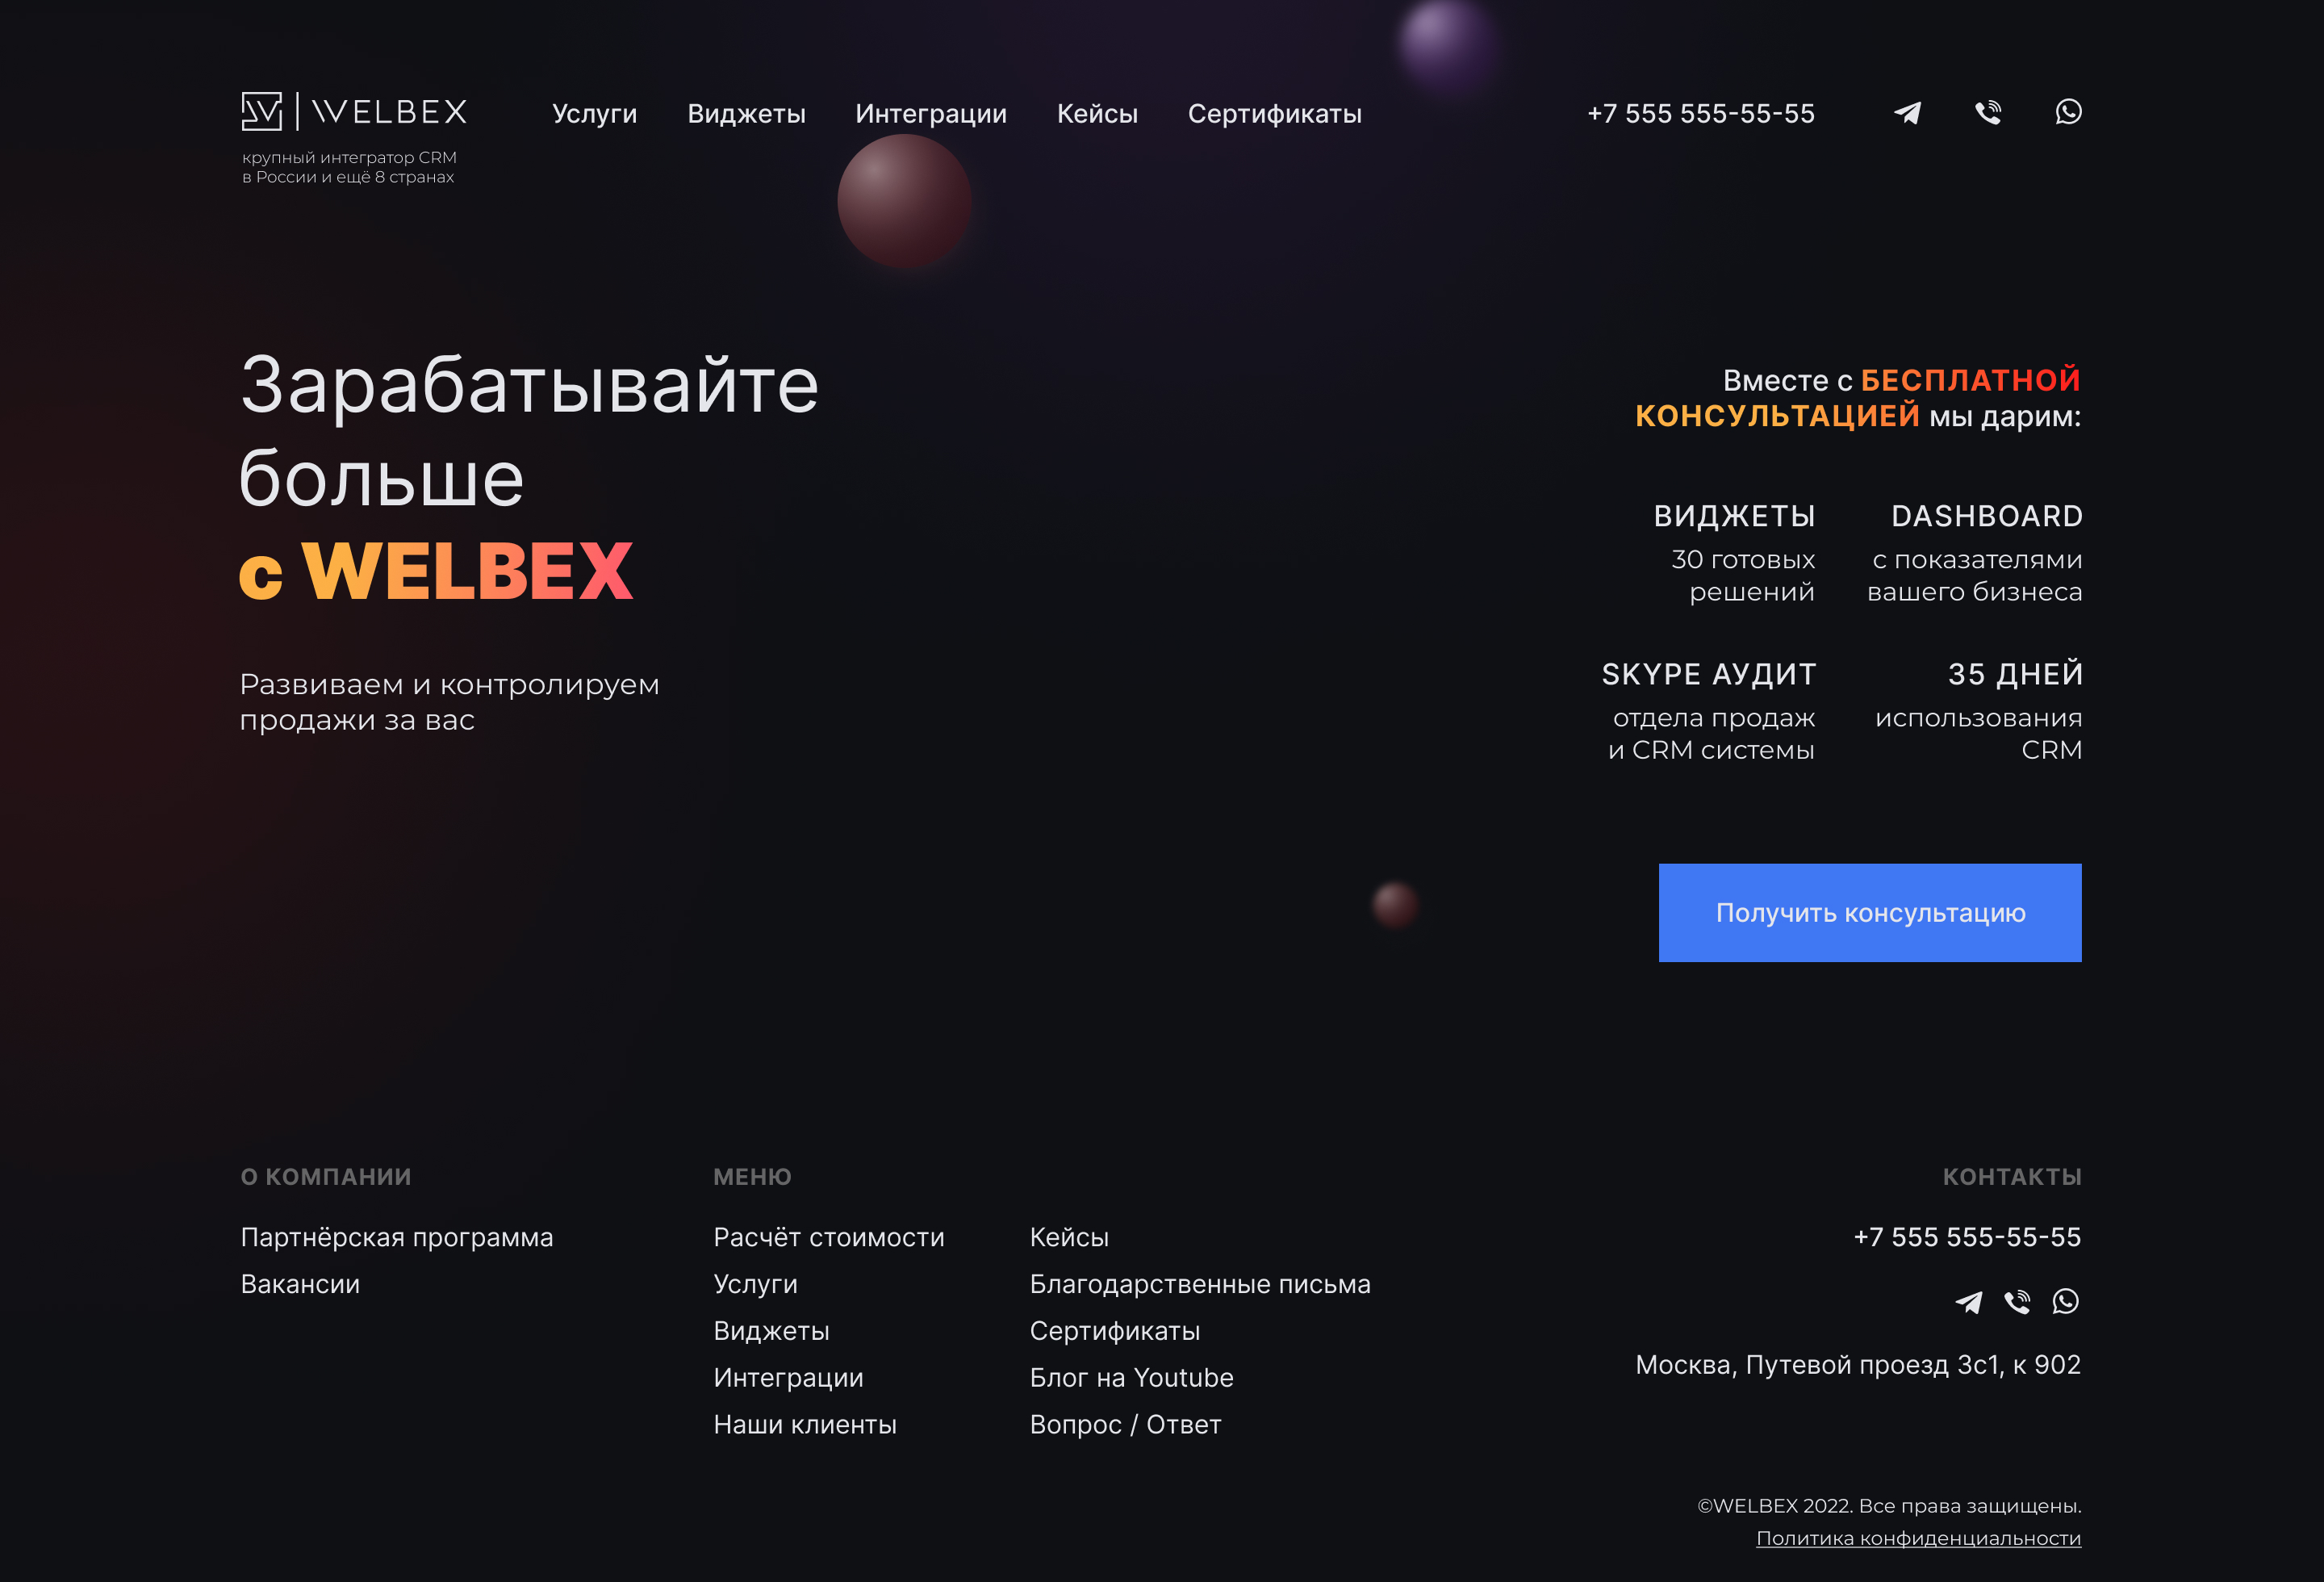 WELBEX
крупный интегратор CRM
в России и ещё 8 странах
Услуги
Виджеты
Интеграции
Кейсы
Сертификаты
+7 555 555-55-55
Зарабатывайте
больше
с WELBEX
Развиваем и контролируем
продажи за вас
Вместе с БЕСПЛАТНОЙ
КОНСУЛЬТАЦИЕЙ мы дарим:
ВИДЖЕТЫ
30 готовых
решений
DASHBOARD
с показателями
вашего бизнеса
SKYPE АУДИТ
отдела продаж
и CRM системы
35 ДНЕЙ
использования
CRM
Получить консультацию
О КОМПАНИИ
Партнёрская программа
Вакансии
МЕНЮ
Расчёт стоимости
Услуги
Виджеты
Интеграции
Наши клиенты
Кейсы
Благодарственные письма
Сертификаты
Блог на Youtube
Вопрос / Ответ
КОНТАКТЫ
+7 555 555-55-55
Москва, Путевой проезд 3с1, к 902
©WELBEX 2022. Все права защищены.
Политика конфиденциальности